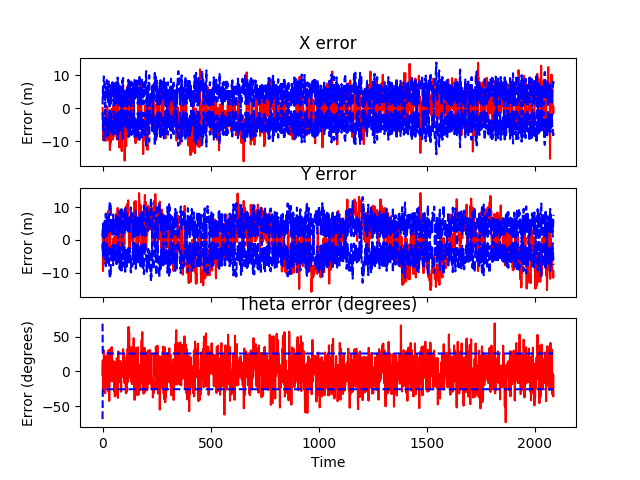 X error
10
0
−10
Error (m)
Y error
10
0
−10
Error (m)
Theta error (degrees)
50
0
−50
Error (degrees)
0 500 1000 1500 2000
Time